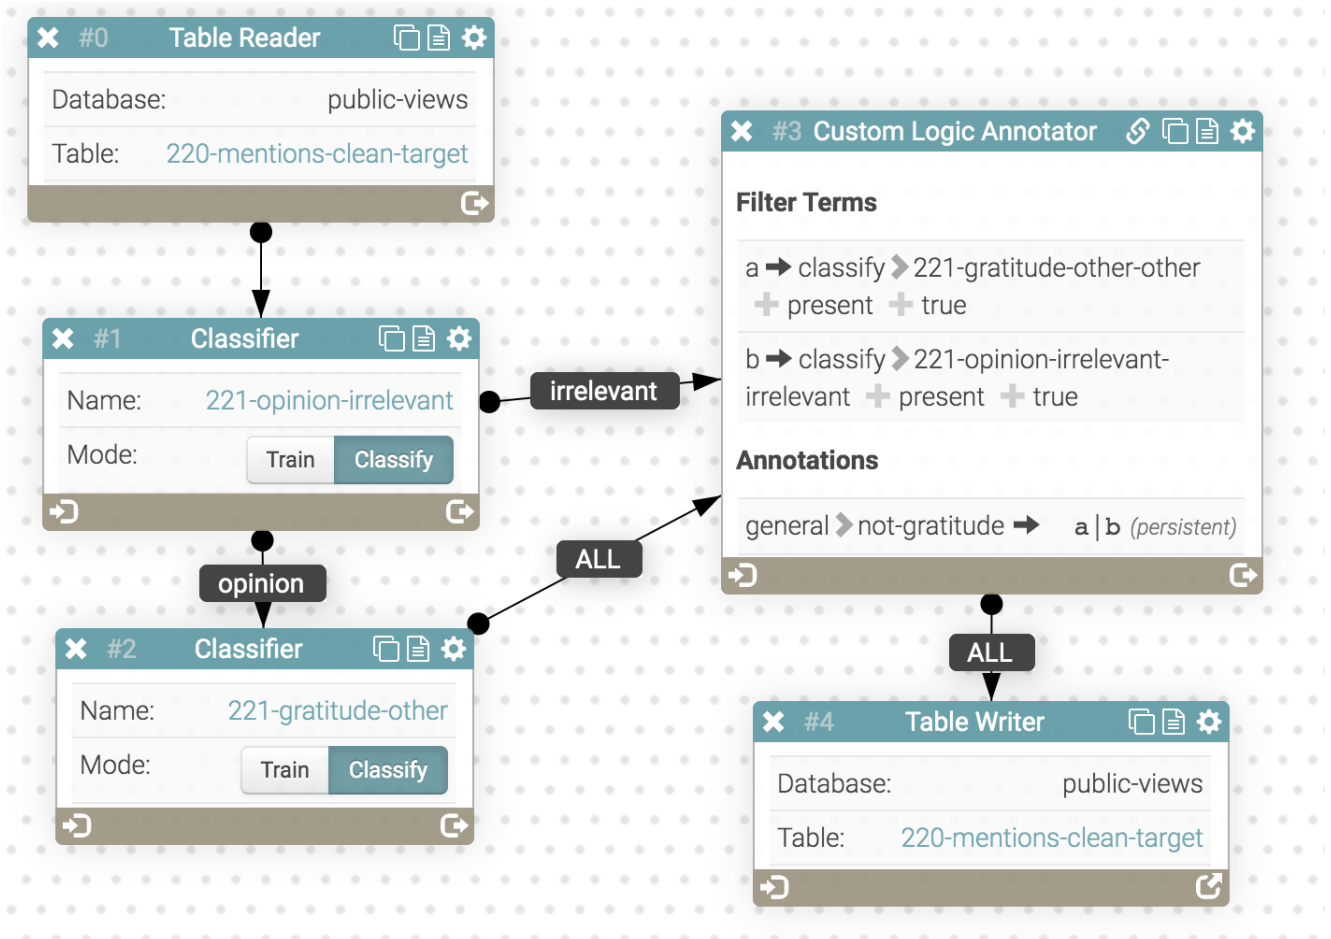 #0 Table Reader
Database: public-views
Table: 220-mentions-clean-target
#1 Classifier
Name: 221-opinion-irrelevant
Mode: Train Classify
irrelevant
opinion
#2 Classifier
Name: 221-gratitude-other
Mode: Train Classify
ALL
#3 Custom Logic Annotator
Filter Terms
a classify 221-gratitude-other-other
present true
b classify 221-opinion-irrelevant-
irrelevant present true
Annotations
general not-gratitude a|b (persistent)
ALL
#4 Table Writer
Database: public-views
Table: 220-mentions-clean-target